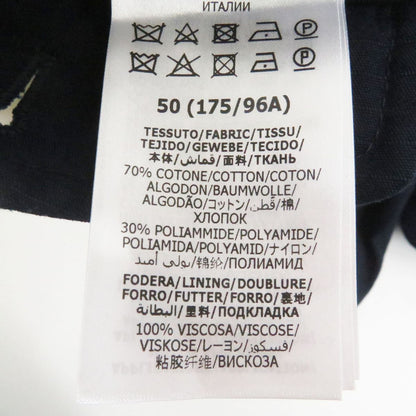 ИТАЛИИ
50 (175/96A)
TESSUTO/FABRIC/TISSU/
TEJIDO/GEWEBE/TECIDO/
本体/قماش/面料/ТКАНЬ
70% COTONE/COTTON/COTON/
ALGODON/BAUMWOLLE/
ALGODÃO/コットン/قطن/棉/
ХЛОПОК
30% POLIAMMIDE/POLYAMIDE/
POLIAMIDA/POLYAMID/ナイロン/
بولي أميد/锦纶/ПОЛИАМИД
FODERA/LINING/DOUBLURE/
FORRO/FUTTER/FORRO/裏地/
البطانة/里料/ПОДКЛАДКА
100% VISCOSA/VISCOSE/
VISKOSE/レーヨン/فسكوز/
粘胶纤维/ВИСКОЗА